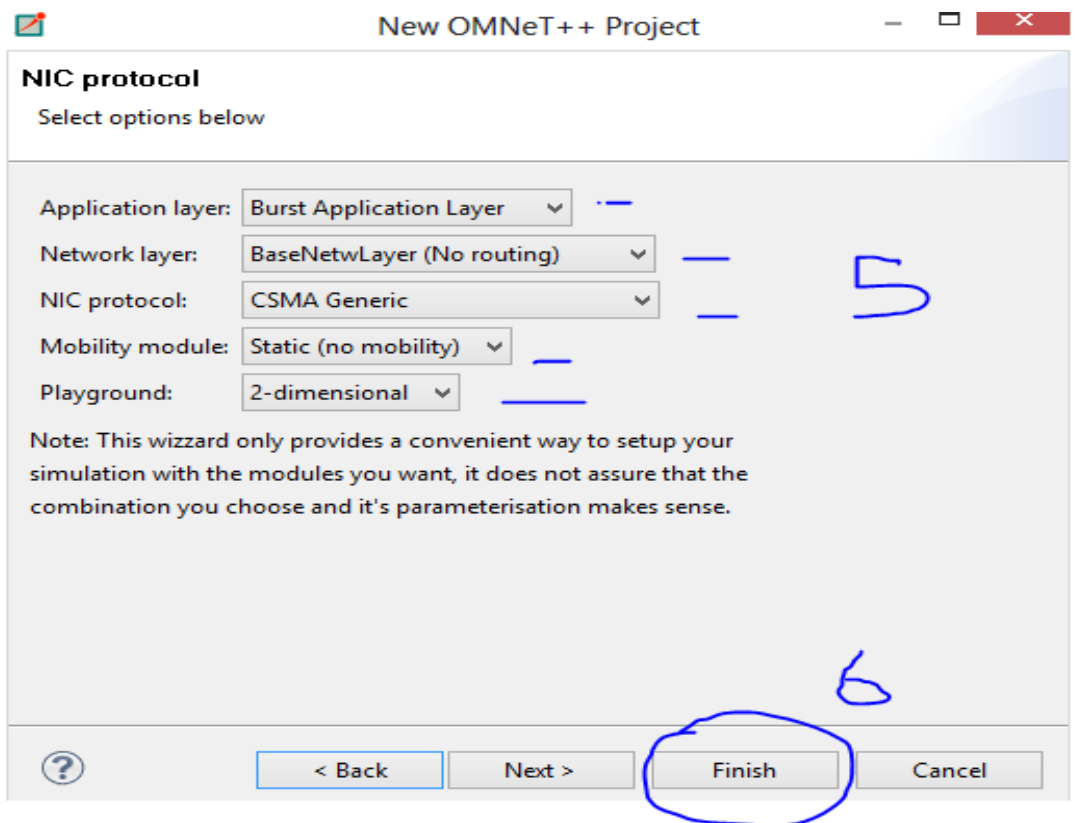 New OMNeT++ Project
NIC protocol
Select options below
Application layer: Burst Application Layer
Network layer: BaseNetwLayer (No routing)
NIC protocol: CSMA Generic
Mobility module: Static (no mobility)
Playground: 2-dimensional
5
Note: This wizard only provides a convenient way to setup your
simulation with the modules you want, it does not assure that the
combination you choose and it's parameterisation makes sense.
6
? < Back Next > Finish Cancel